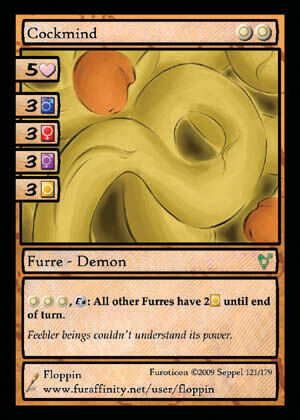 Cockmind
5
3
3
3
3
Furre - Demon
: All other Furres have 2 until end
of turn.
Feebler beings couldn't understand its power.
Floppin Furoticon ©2009 Seppel 121/179
www.furaffinity.net/user/floppin